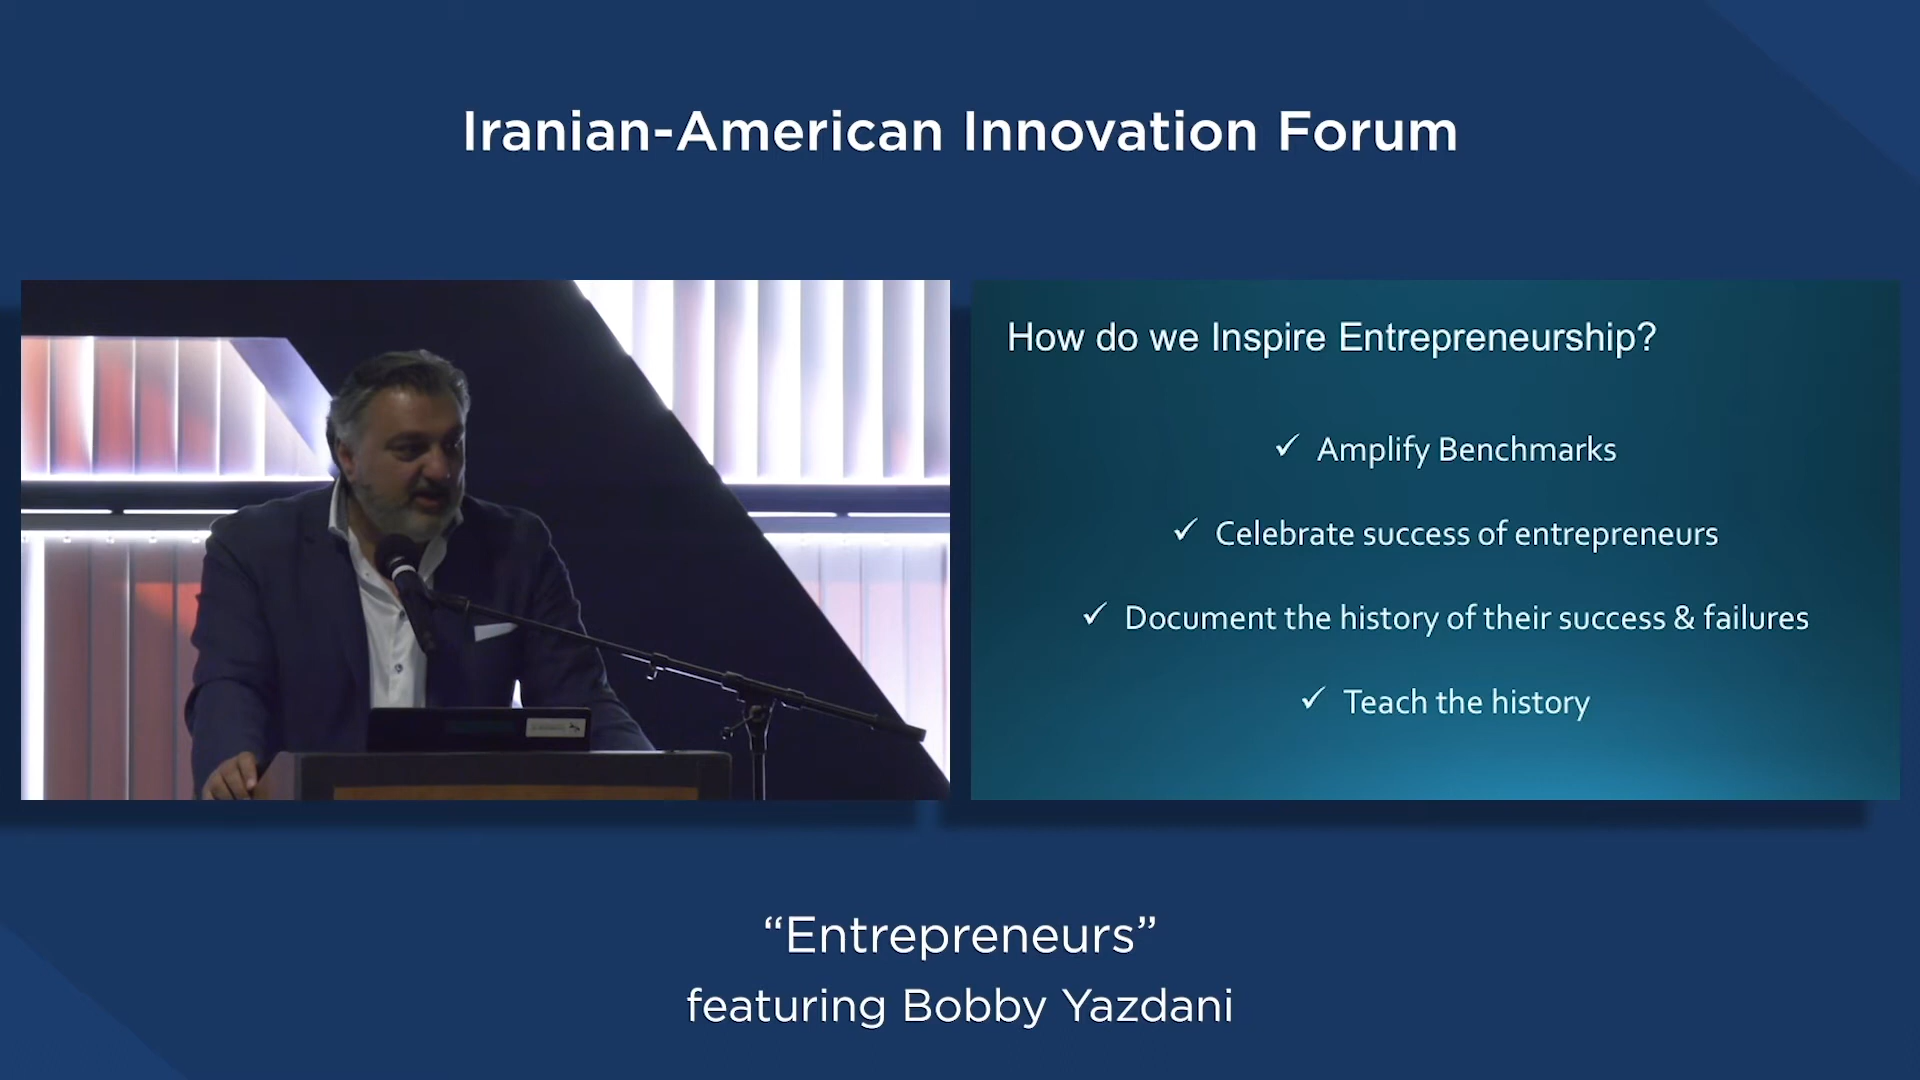 Iranian-American Innovation Forum
How do we Inspire Entrepreneurship?
✓ Amplify Benchmarks
✓ Celebrate success of entrepreneurs
✓ Document the history of their success & failures
✓ Teach the history
“Entrepreneurs”
featuring Bobby Yazdani